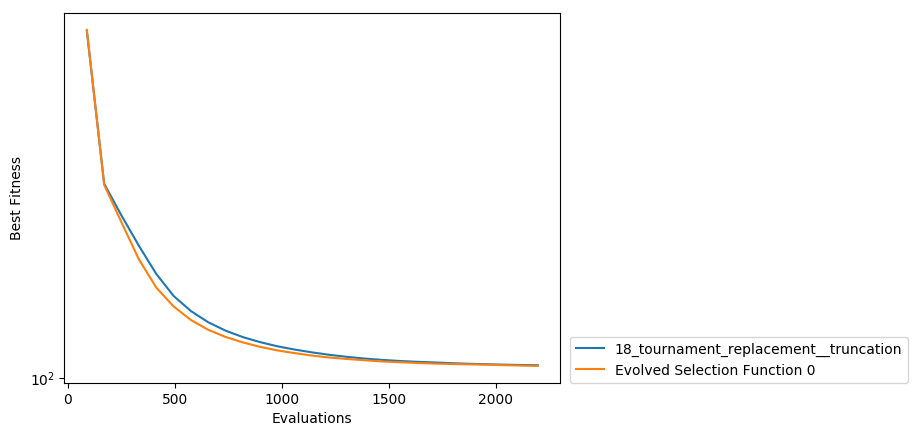 Best Fitness
10²
0 500 1000 1500 2000
Evaluations
18_tournament_replacement__truncation
Evolved Selection Function 0